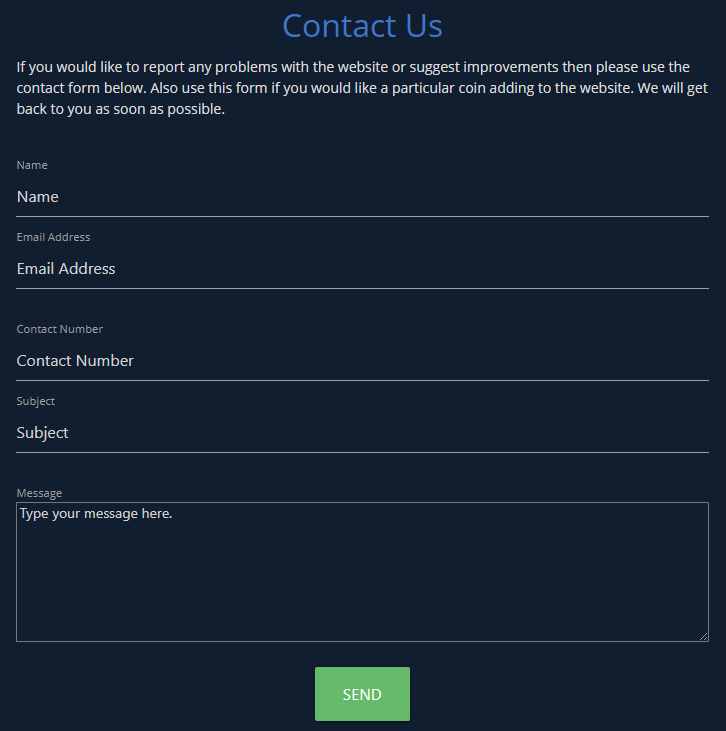 Contact Us
If you would like to report any problems with the website or suggest improvements then please use the
contact form below. Also use this form if you would like a particular coin adding to the website. We will get
back to you as soon as possible.
Name
Name
Email Address
Email Address
Contact Number
Contact Number
Subject
Subject
Message
Type your message here.
SEND